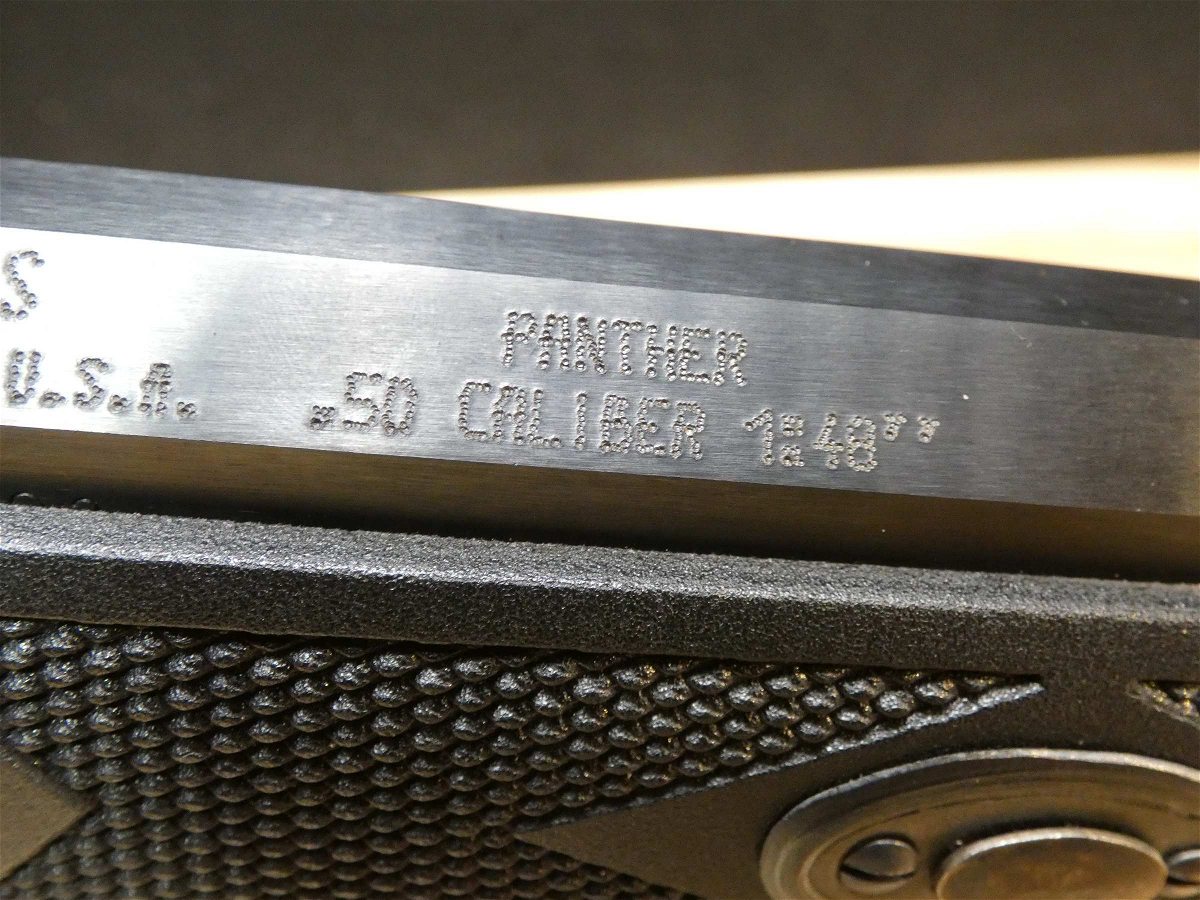 S
U.S.A.
PANTHER
.50 CALIBER 1:48''